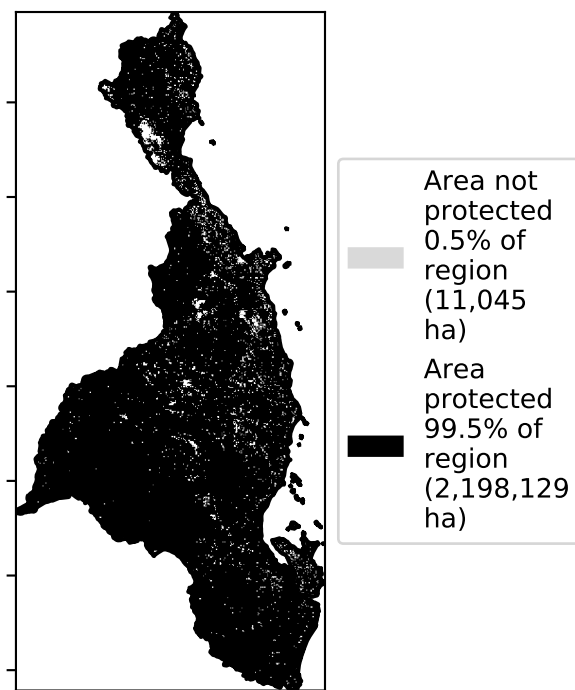 Area not
protected
0.5% of
region
(11,045
ha)
Area
protected
99.5% of
region
(2,198,129
ha)